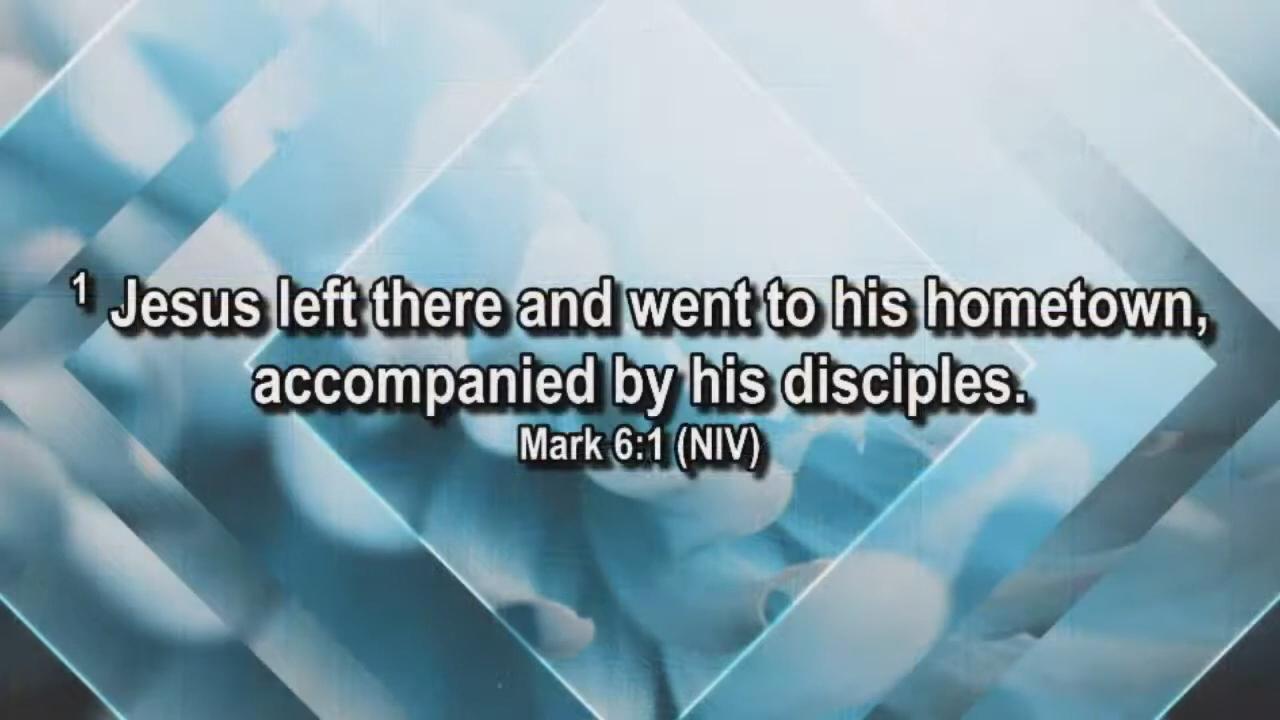 1 Jesus left there and went to his hometown,
accompanied by his disciples.
Mark 6:1 (NIV)